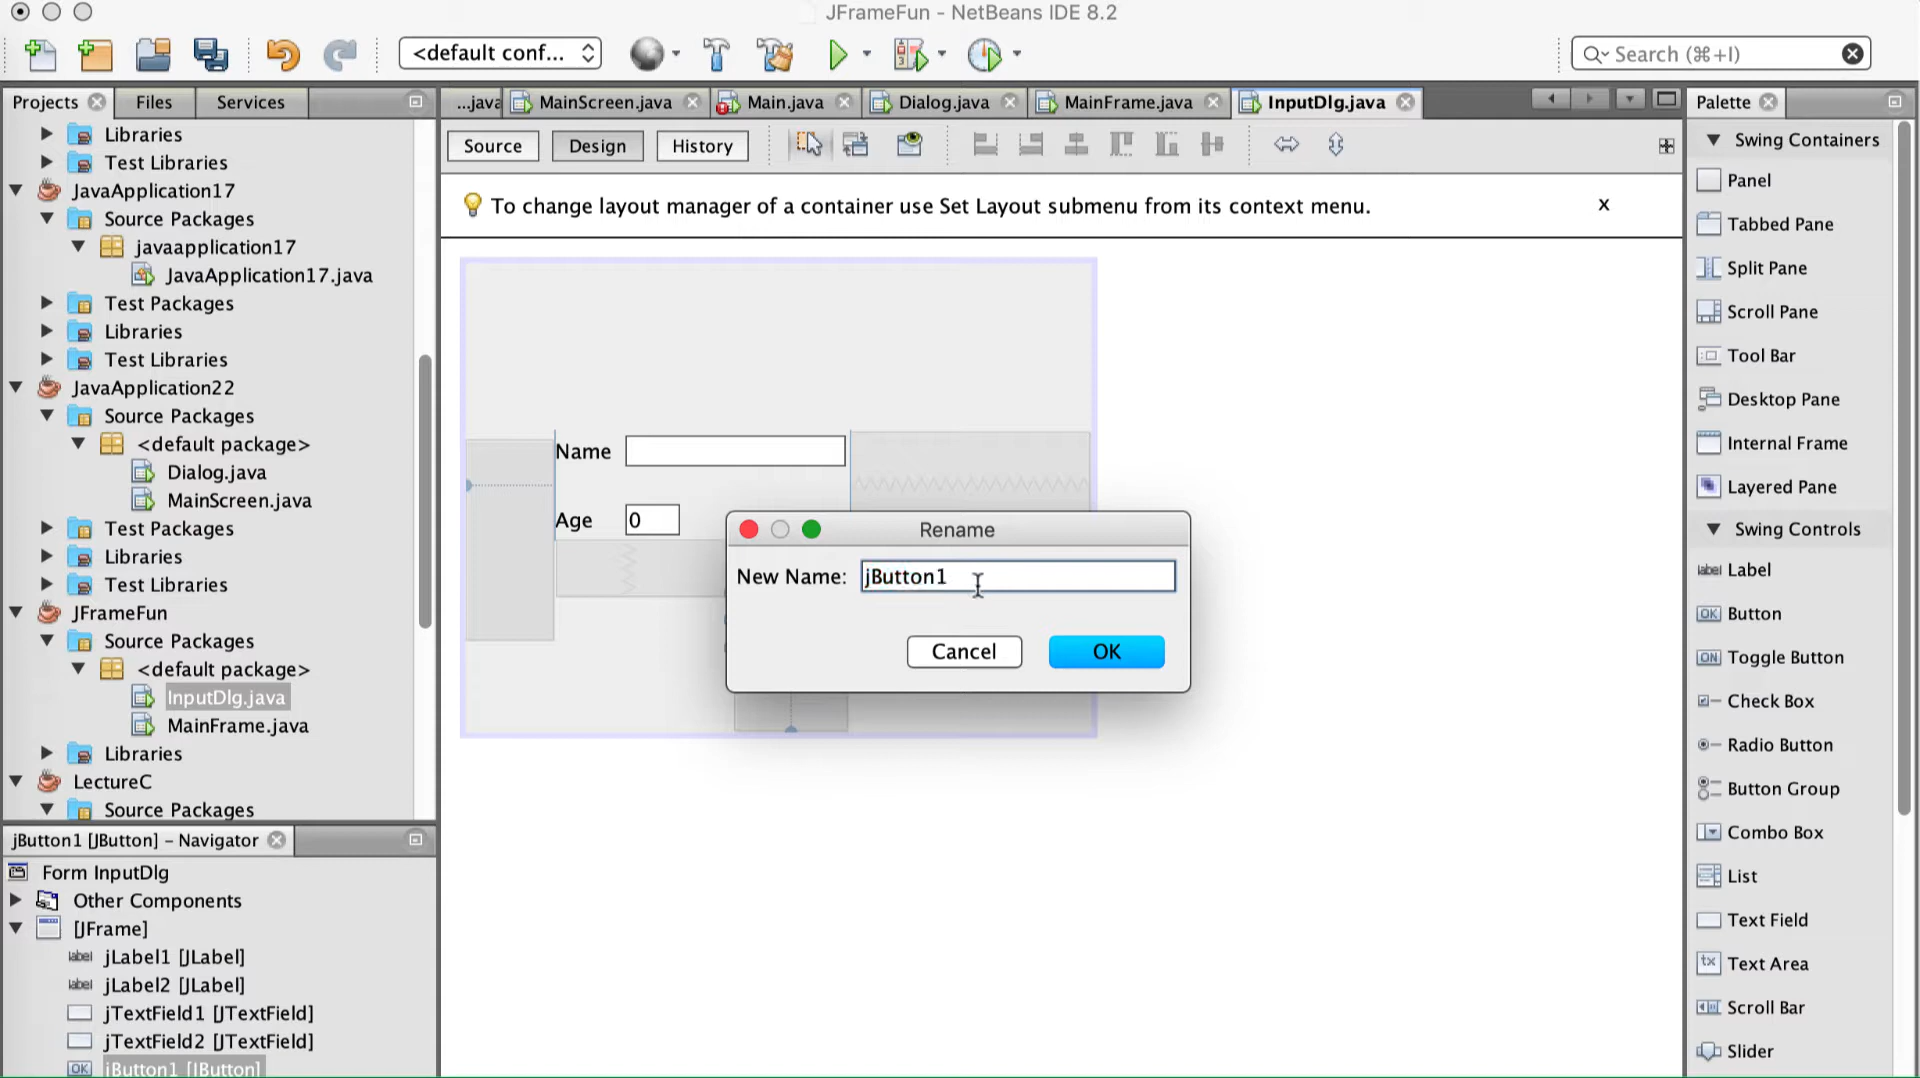 JFrameFun - NetBeans IDE 8.2
<default conf...
Search (⌘+I)
Projects
Files
Services
...java
MainScreen.java
Main.java
Dialog.java
MainFrame.java
InputDlg.java
Palette
Source
Design
History
To change layout manager of a container use Set Layout submenu from its context menu.
x
Libraries
Test Libraries
JavaApplication17
Source Packages
javaapplication17
JavaApplication17.java
Test Packages
Libraries
Test Libraries
JavaApplication22
Source Packages
<default package>
Dialog.java
MainScreen.java
Test Packages
Libraries
Test Libraries
JFrameFun
Source Packages
<default package>
InputDlg.java
MainFrame.java
Libraries
LectureC
Source Packages
jButton1 [JButton] - Navigator
Form InputDlg
Other Components
[JFrame]
label jLabel1 [JLabel]
label jLabel2 [JLabel]
jTextField1 [JTextField]
jTextField2 [JTextField]
OK jButton1 [JButton]
Name
Age 0
Rename
New Name: jButton1
Cancel
OK
Swing Containers
Panel
Tabbed Pane
Split Pane
Scroll Pane
Tool Bar
Desktop Pane
Internal Frame
Layered Pane
Swing Controls
label Label
OK Button
ON Toggle Button
Check Box
Radio Button
Button Group
Combo Box
List
Text Field
tx Text Area
Scroll Bar
Slider